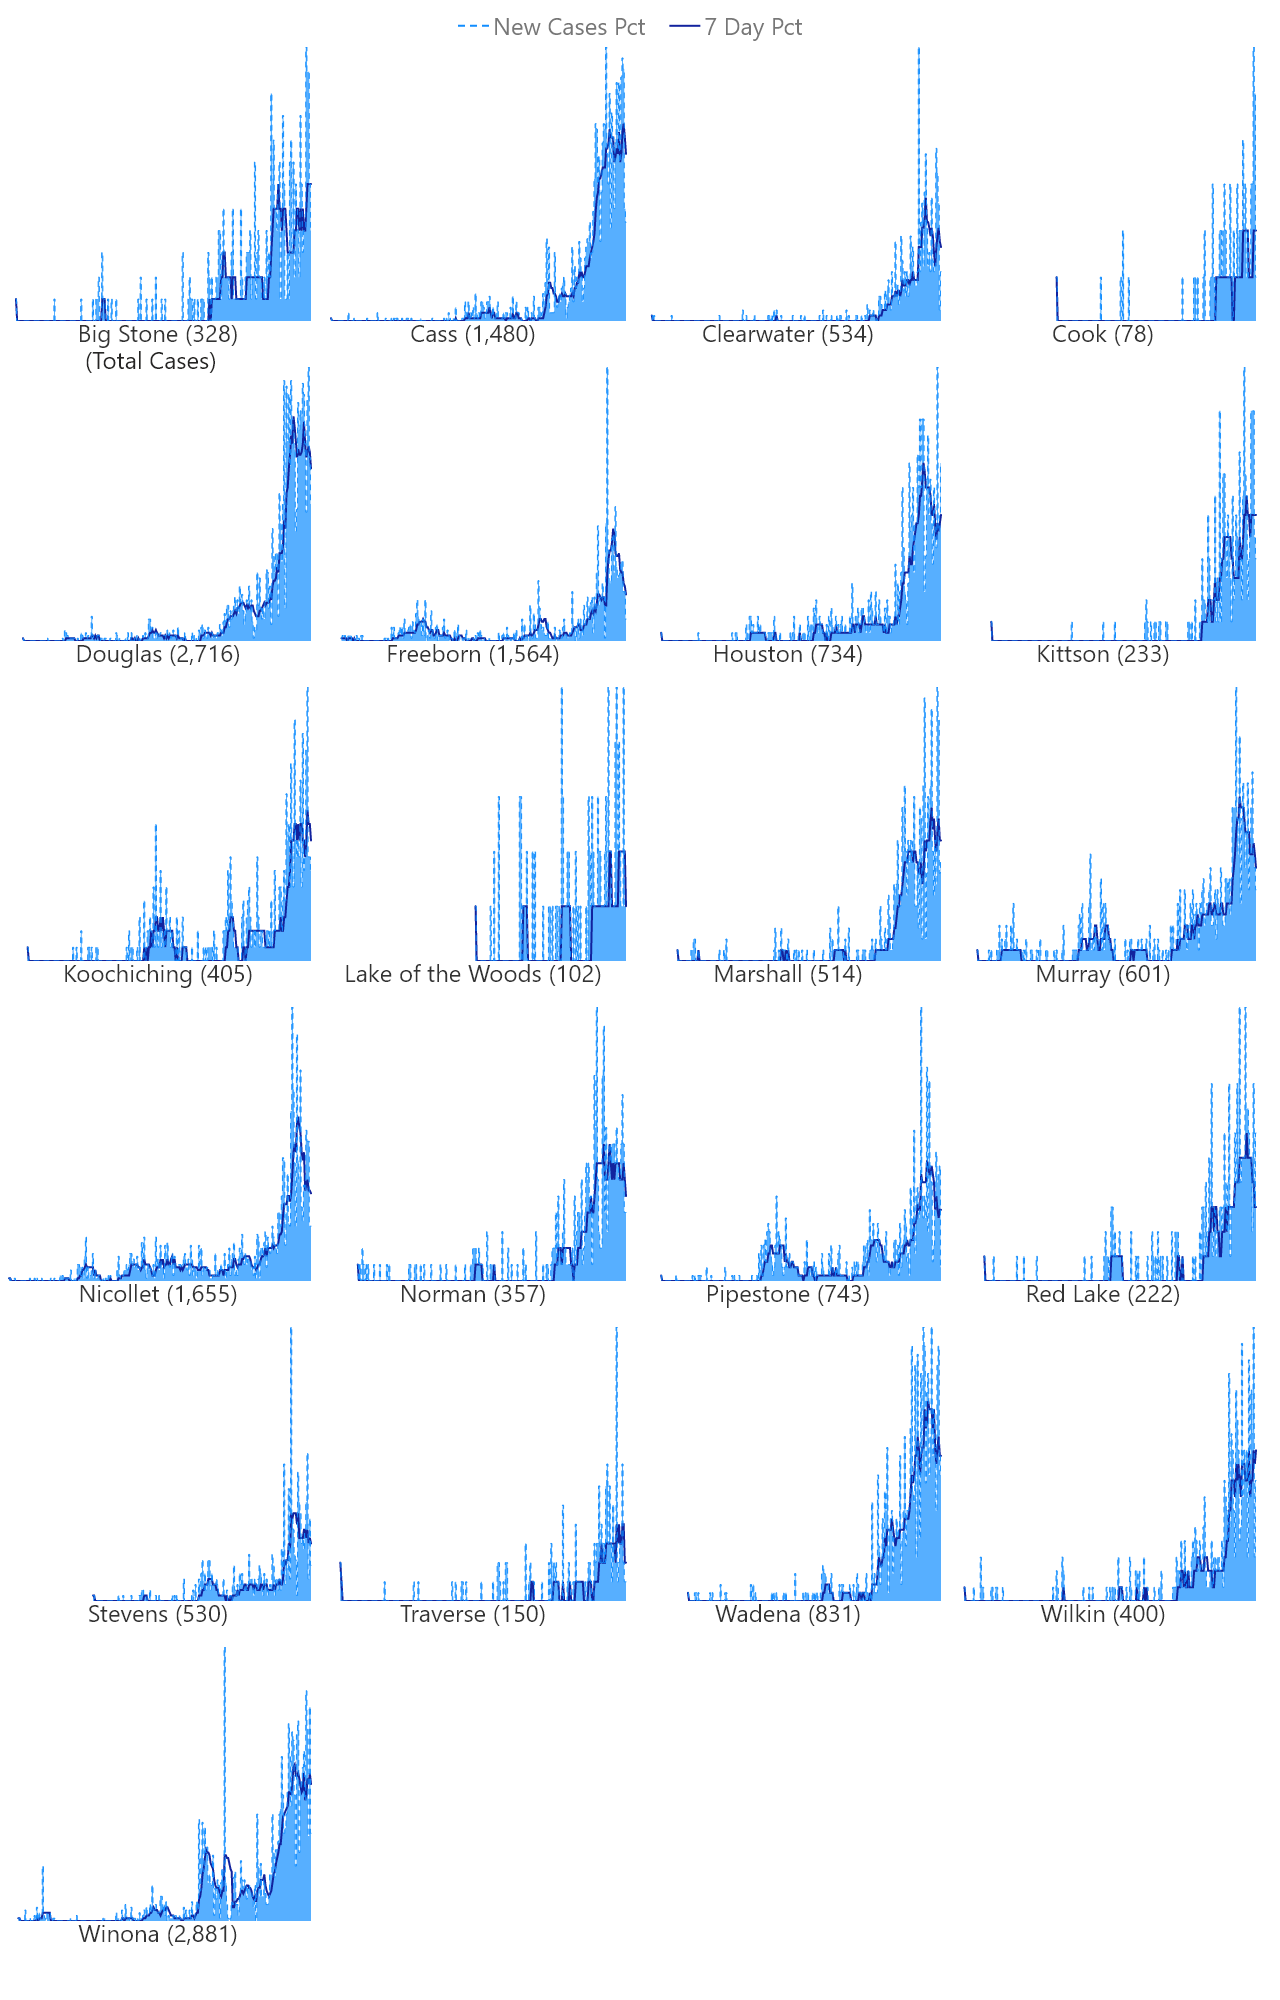 New Cases Pct 7 Day Pct
Big Stone (328) Cass (1,480) Clearwater (534) Cook (78)
(Total Cases)
Douglas (2,716) Freeborn (1,564) Houston (734) Kittson (233)
Koochiching (405) Lake of the Woods (102) Marshall (514) Murray (601)
Nicollet (1,655) Norman (357) Pipestone (743) Red Lake (222)
Stevens (530) Traverse (150) Wadena (831) Wilkin (400)
Winona (2,881)